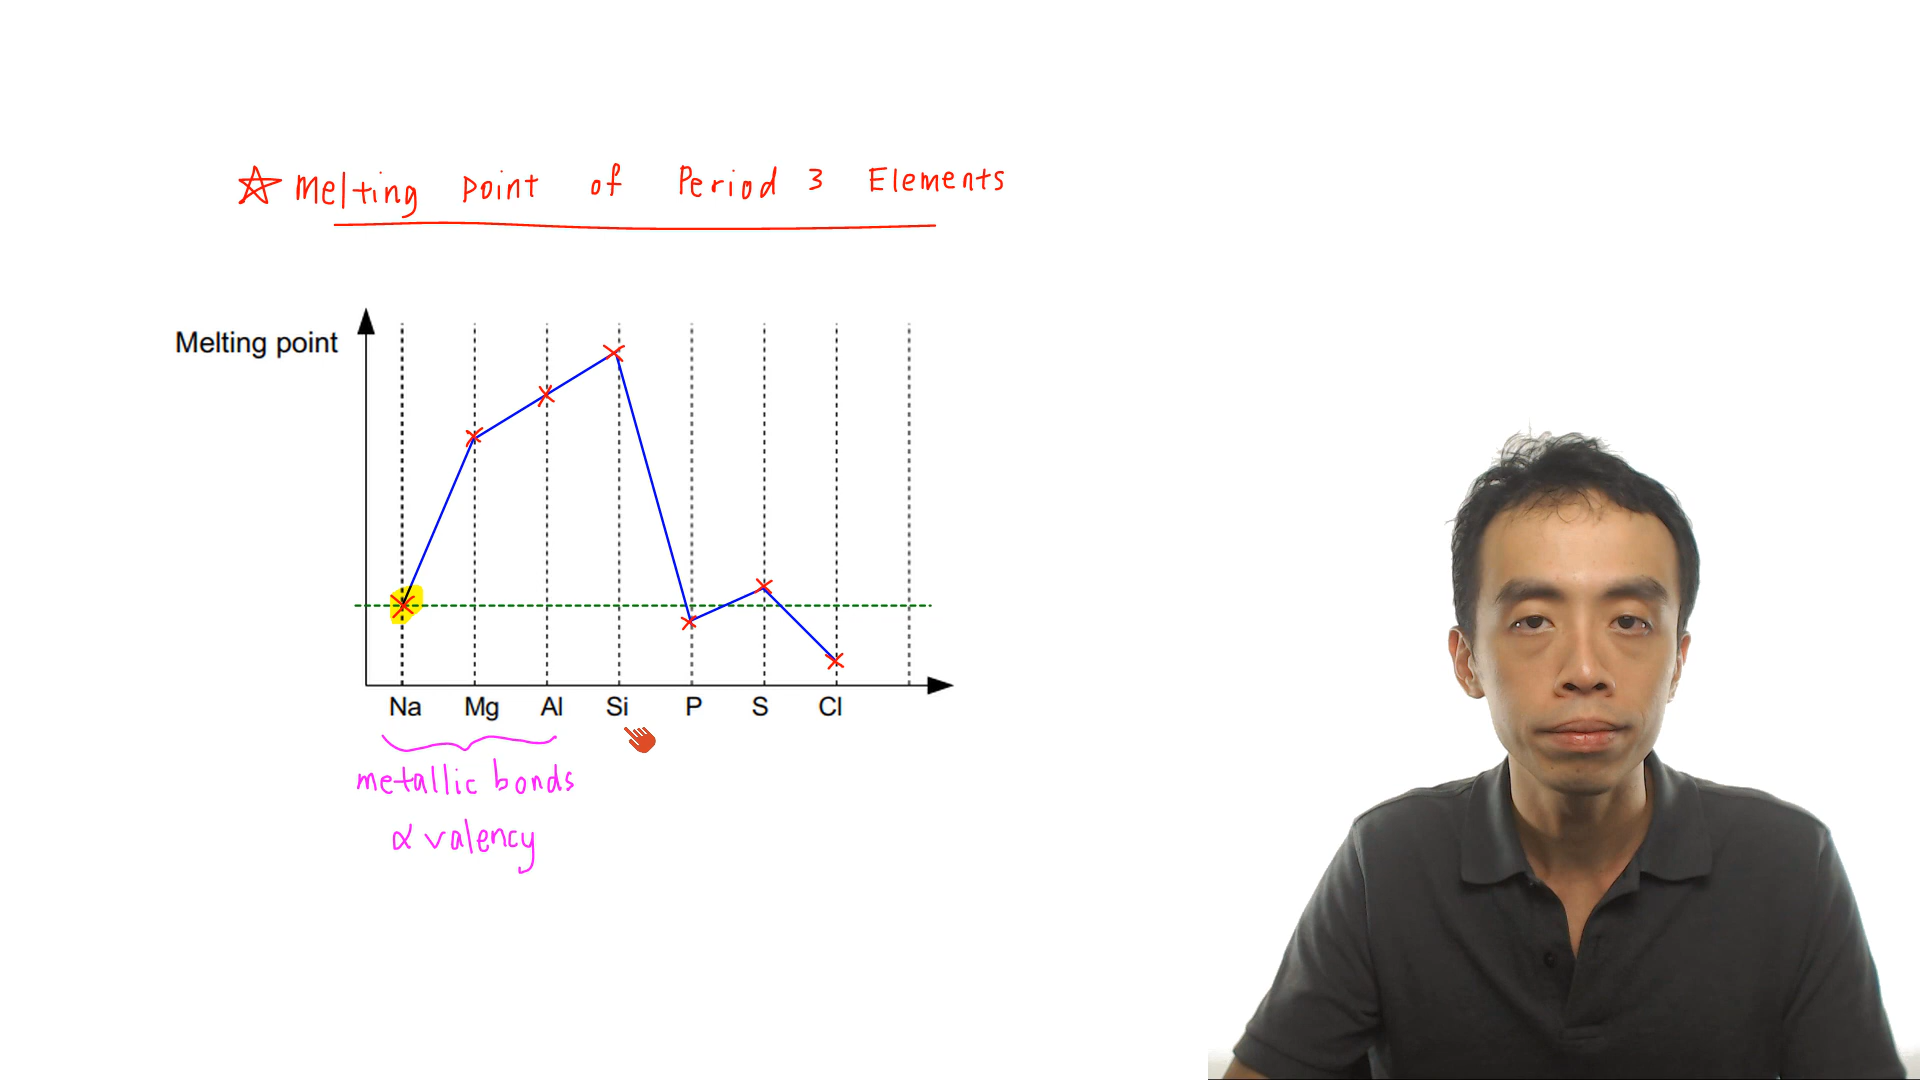 Melting point of Period 3 Elements
Melting point
Na Mg Al Si P S Cl
metallic bonds
∝ valency